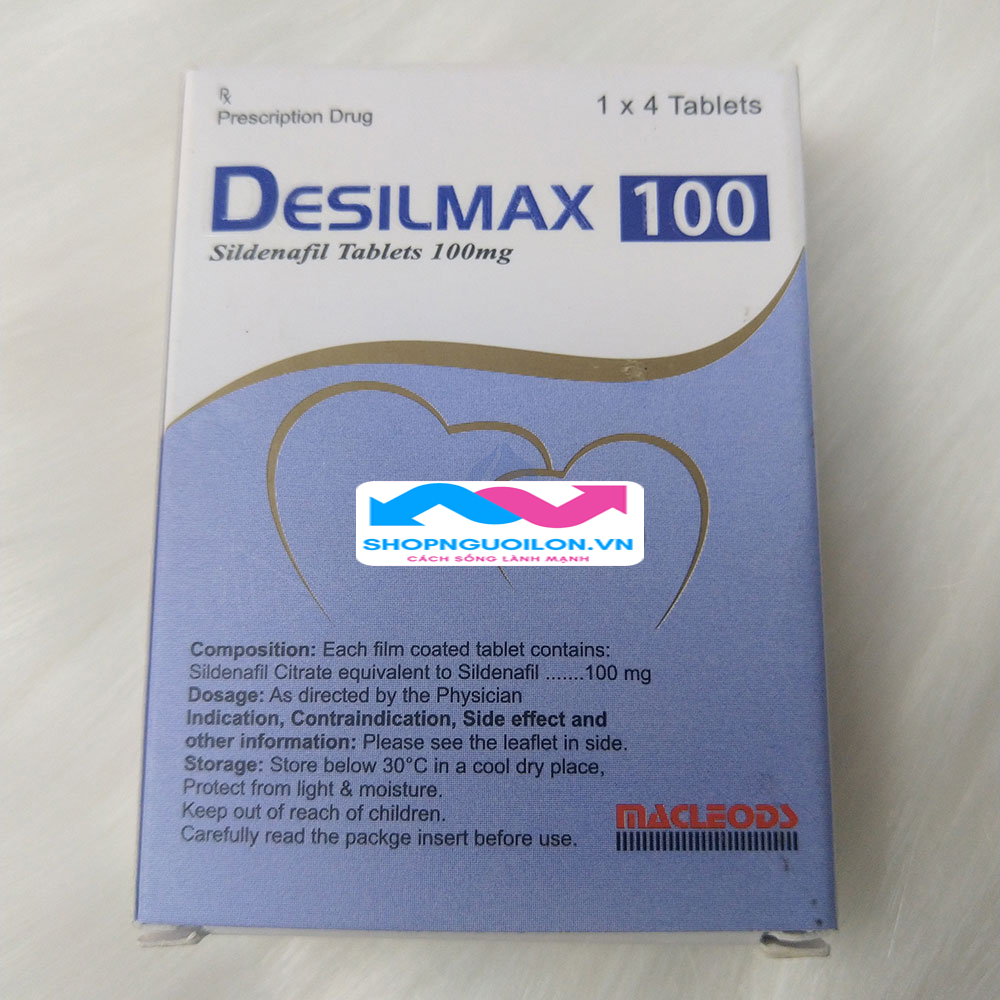 Rx
Prescription Drug
1 x 4 Tablets
DESILMAX 100
Sildenafil Tablets 100mg
SHOPNGUOILON.VN
CÁCH SỐNG LÀNH MẠNH
Composition: Each film coated tablet contains:
Sildenafil Citrate equivalent to Sildenafil .......100 mg
Dosage: As directed by the Physician
Indication, Contraindication, Side effect and
other information: Please see the leaflet in side.
Storage: Store below 30°C in a cool dry place,
Protect from light & moisture.
Keep out of reach of children.
Carefully read the packge insert before use.
MACLEODS